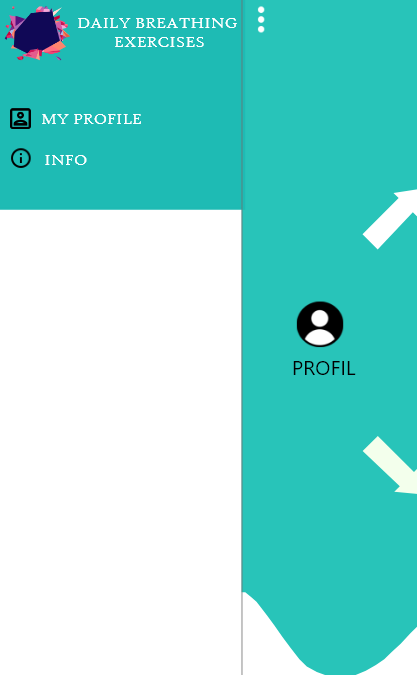 DAILY BREATHING
EXERCISES
MY PROFILE
INFO
PROFIL